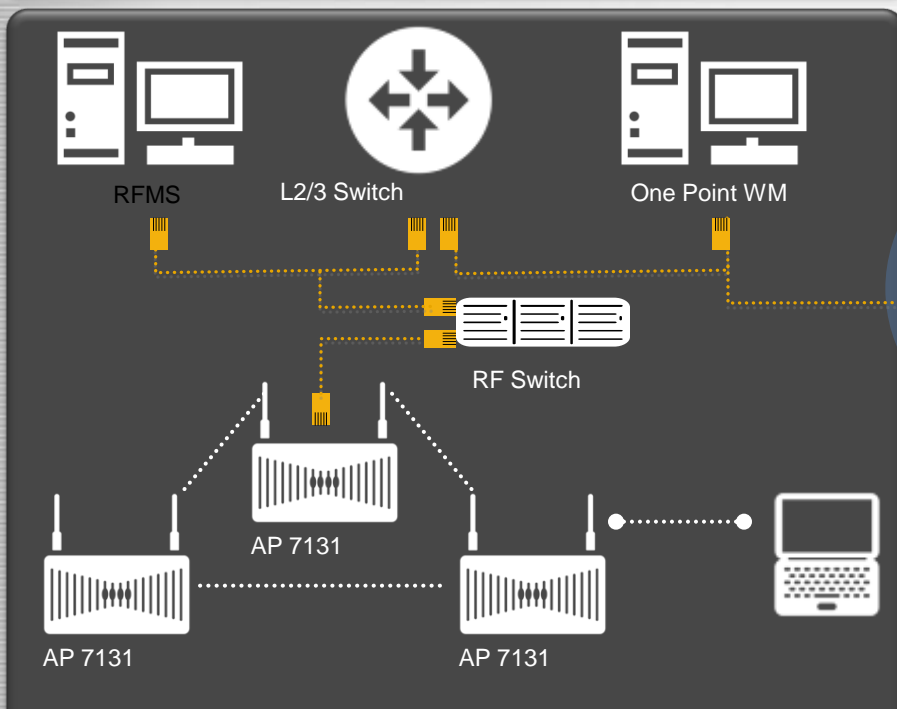 RFMS
L2/3 Switch
One Point WM
RF Switch
AP 7131
AP 7131
AP 7131